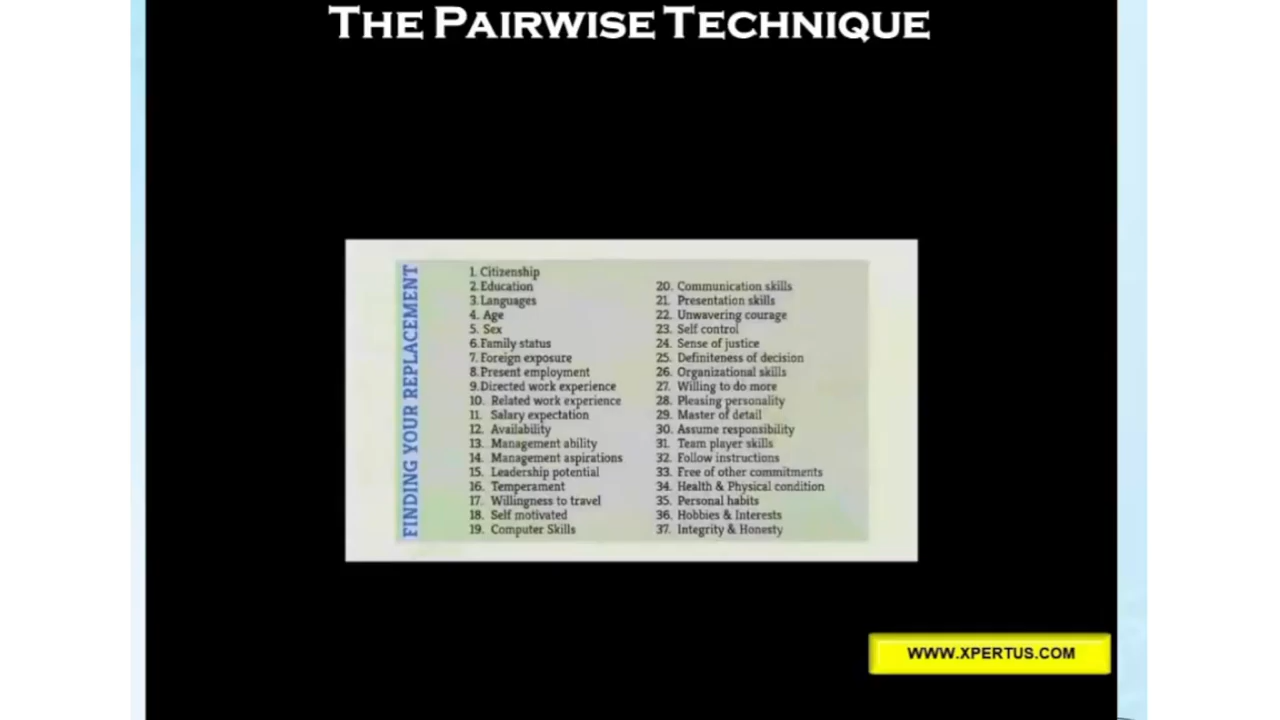 THE PAIRWISE TECHNIQUE
FINDING YOUR REPLACEMENT
1. Citizenship
2. Education
3. Languages
4. Age
5. Sex
6. Family status
7. Foreign exposure
8. Present employment
9. Directed work experience
10. Related work experience
11. Salary expectation
12. Availability
13. Management ability
14. Management aspirations
15. Leadership potential
16. Temperament
17. Willingness to travel
18. Self motivated
19. Computer Skills
20. Communication skills
21. Presentation skills
22. Unwavering courage
23. Self control
24. Sense of justice
25. Definiteness of decision
26. Organizational skills
27. Willing to do more
28. Pleasing personality
29. Master of detail
30. Assume responsibility
31. Team player skills
32. Follow instructions
33. Free of other commitments
34. Health & Physical condition
35. Personal habits
36. Hobbies & Interests
37. Integrity & Honesty
WWW.XPERTUS.COM